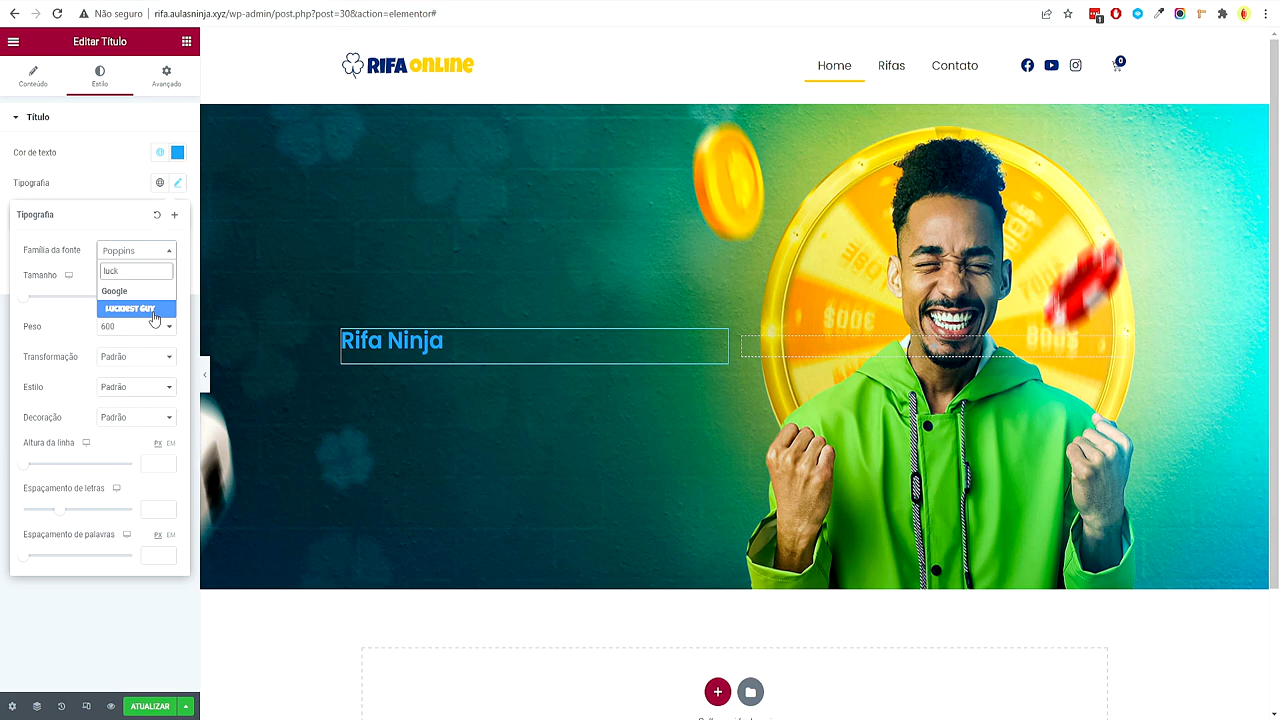 Não seguro
rifa.aulasninja.xyz/wp-admin/post.php?post=30&action=elementor#
1
Editar Título
Conteúdo
Estilo
Avançado
Título
Cor de texto
Tipografia
Tipografia
Família da fonte
Poppins
luck
Google
LUCKIEST GUY
Tamanho
Peso
600
Transformação
Padrão
Estilo
Padrão
Decoração
Padrão
Altura da linha
PX EM
Espaçamento de letras
Espaçamento de palavras
PX EM
ATUALIZAR
RIFA ONLINE
Home
Rifas
Contato
0
Rifa Ninja
300$